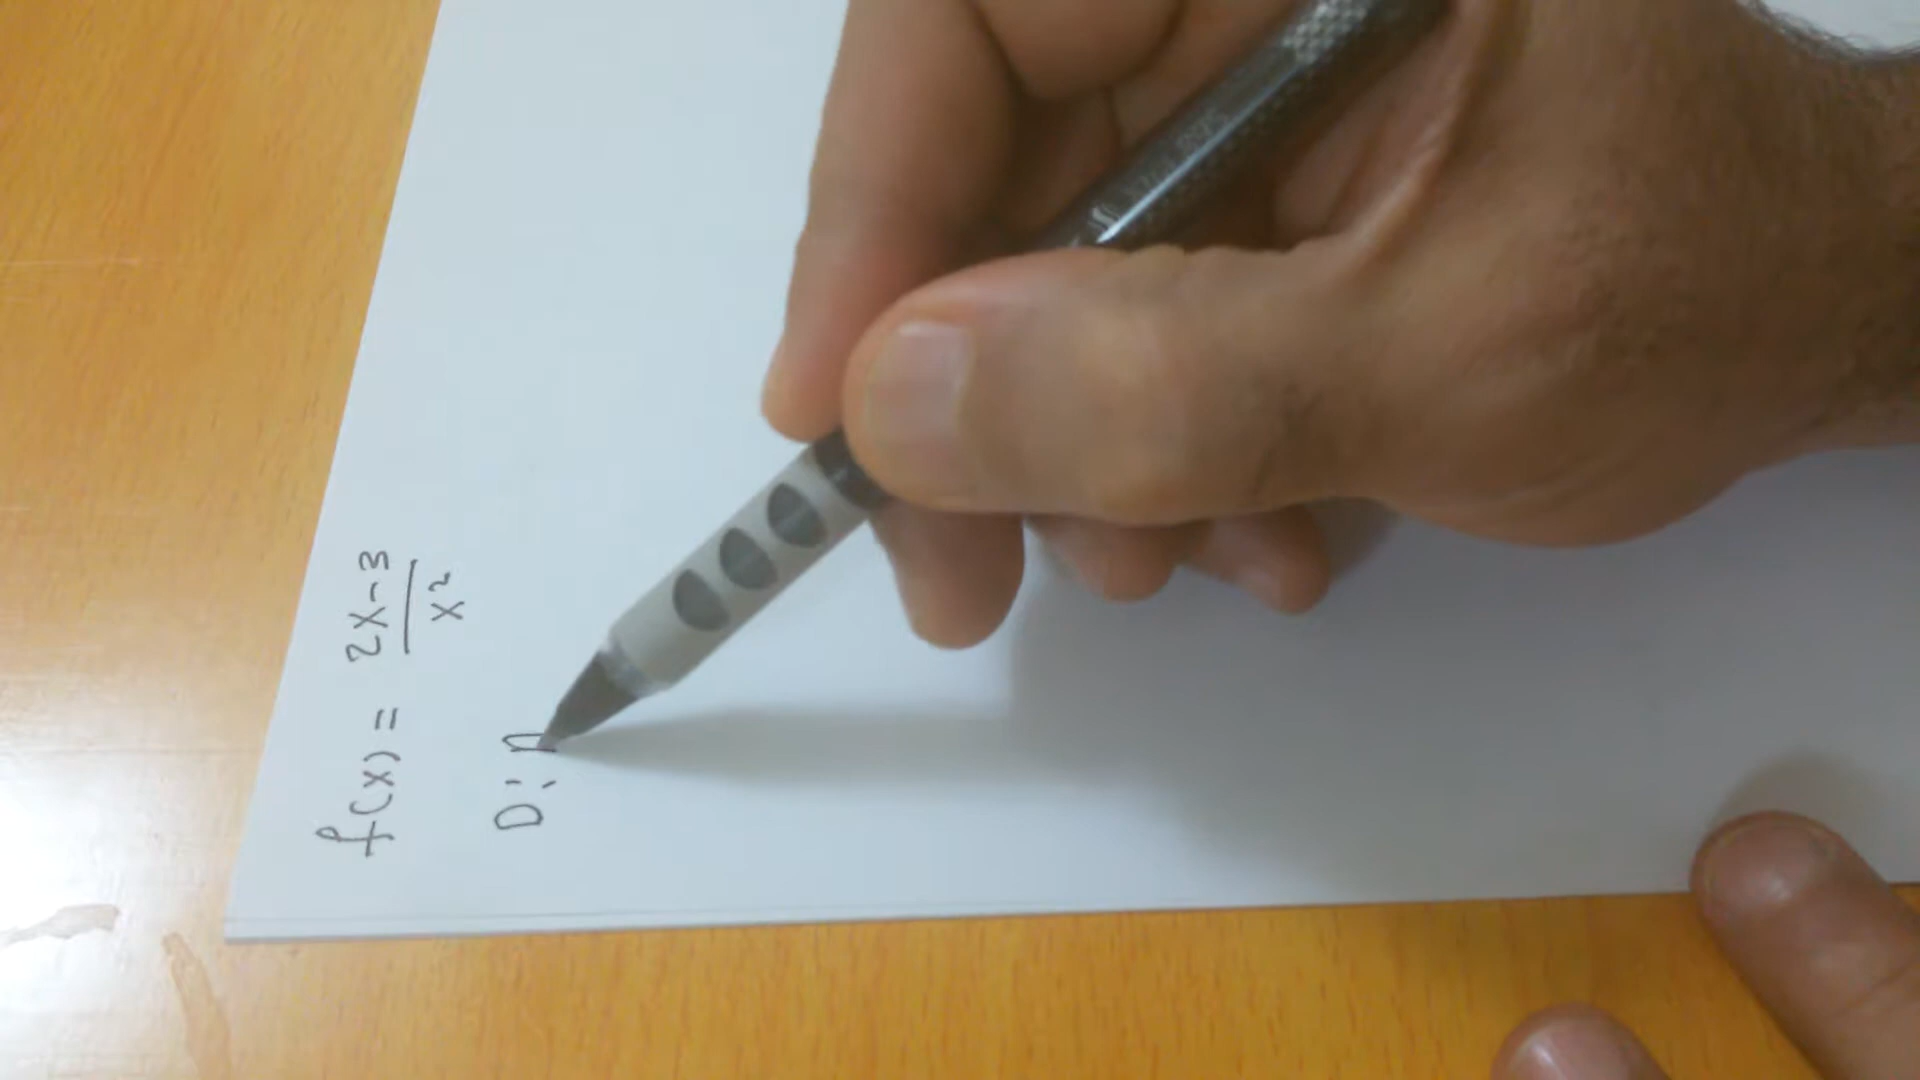 f(x) = 2x-3
x²
D: